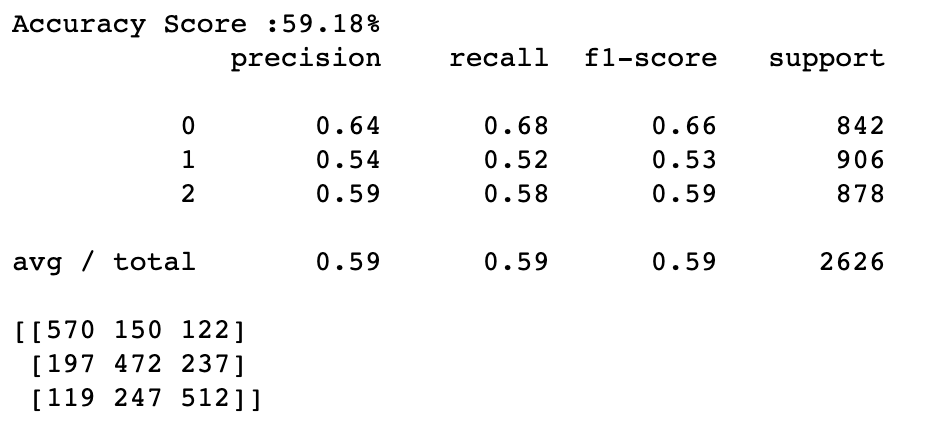 Accuracy Score :59.18%
precision recall f1-score support
0 0.64 0.68 0.66 842
1 0.54 0.52 0.53 906
2 0.59 0.58 0.59 878
avg / total 0.59 0.59 0.59 2626
[[570 150 122]
[197 472 237]
[119 247 512]]